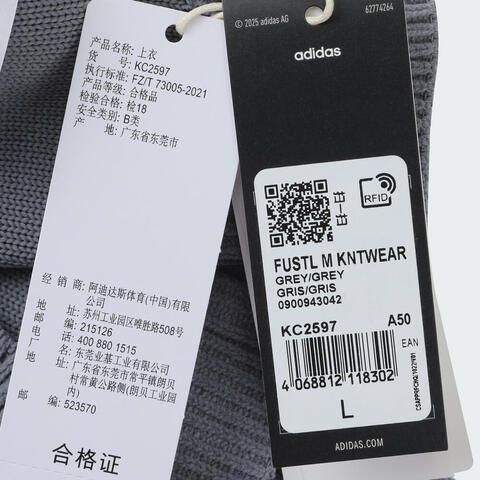 产品名称: 上衣
货 号: KC2597
执行标准: FZ/T 73005-2021
产品等级: 合格品
检验合格: 检18
安全类别: B类
产 地: 广东省东莞市
经 销 商: 阿迪达斯体育(中国)有限
公司
地 址: 苏州工业园区唯胜路508号
邮 编: 215126
电 话: 400 880 1515
厂 名: 东莞业基工业有限公司
厂 址: 广东省东莞市常平镇朗贝
村常黄公路侧(朗贝工业园
内)
邮 编: 523570
合格证
© 2025 adidas AG
62774264
adidas
RFID
FUSTL M KNTWEAR
GREY/GREY
GRIS/GRIS
0900943042
KC2597 A50
EAN
4 068812 118302
L
ADIDAS.COM